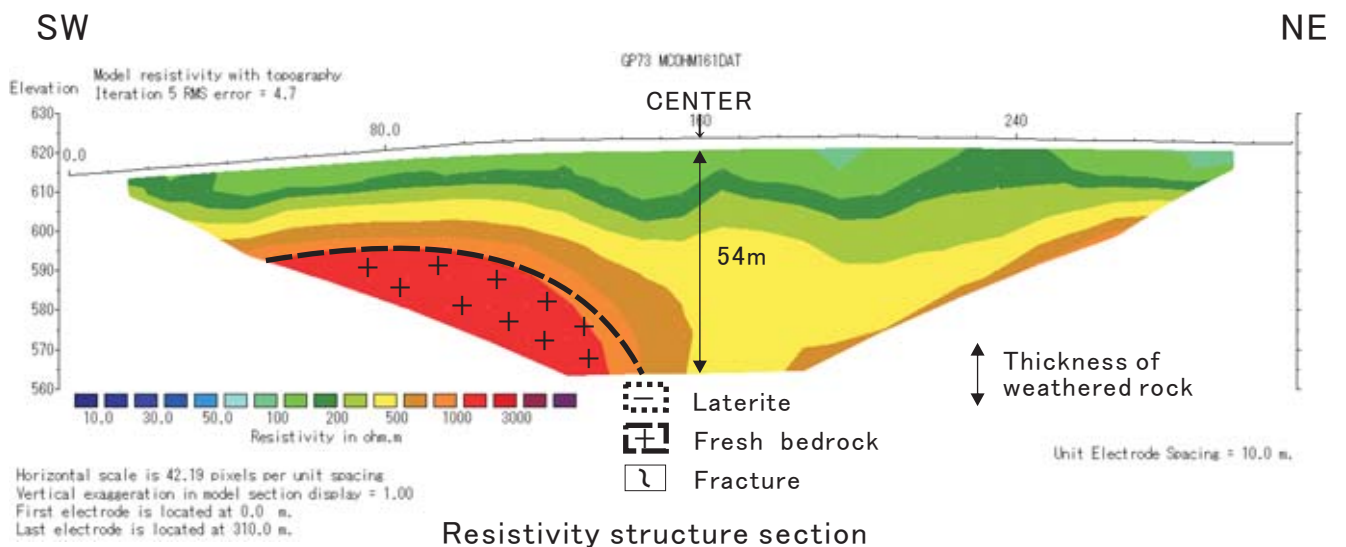 SW
NE
GP73 MCOHM161DAT
Model resistivity with topography
Iteration 5 RMS error = 4.7
Elevation
CENTER
630
620
610
600
590
580
570
560
0.0
80.0
160
240
54m
Thickness of
weathered rock
10.0 30.0 50.0 100 200 500 1000 3000
Resistivity in ohm.m
Laterite
Fresh bedrock
Fracture
Unit Electrode Spacing = 10.0 m.
Horizontal scale is 42.19 pixels per unit spacing
Vertical exaggeration in model section display = 1.00
First electrode is located at 0.0 m.
Last electrode is located at 310.0 m.
Resistivity structure section